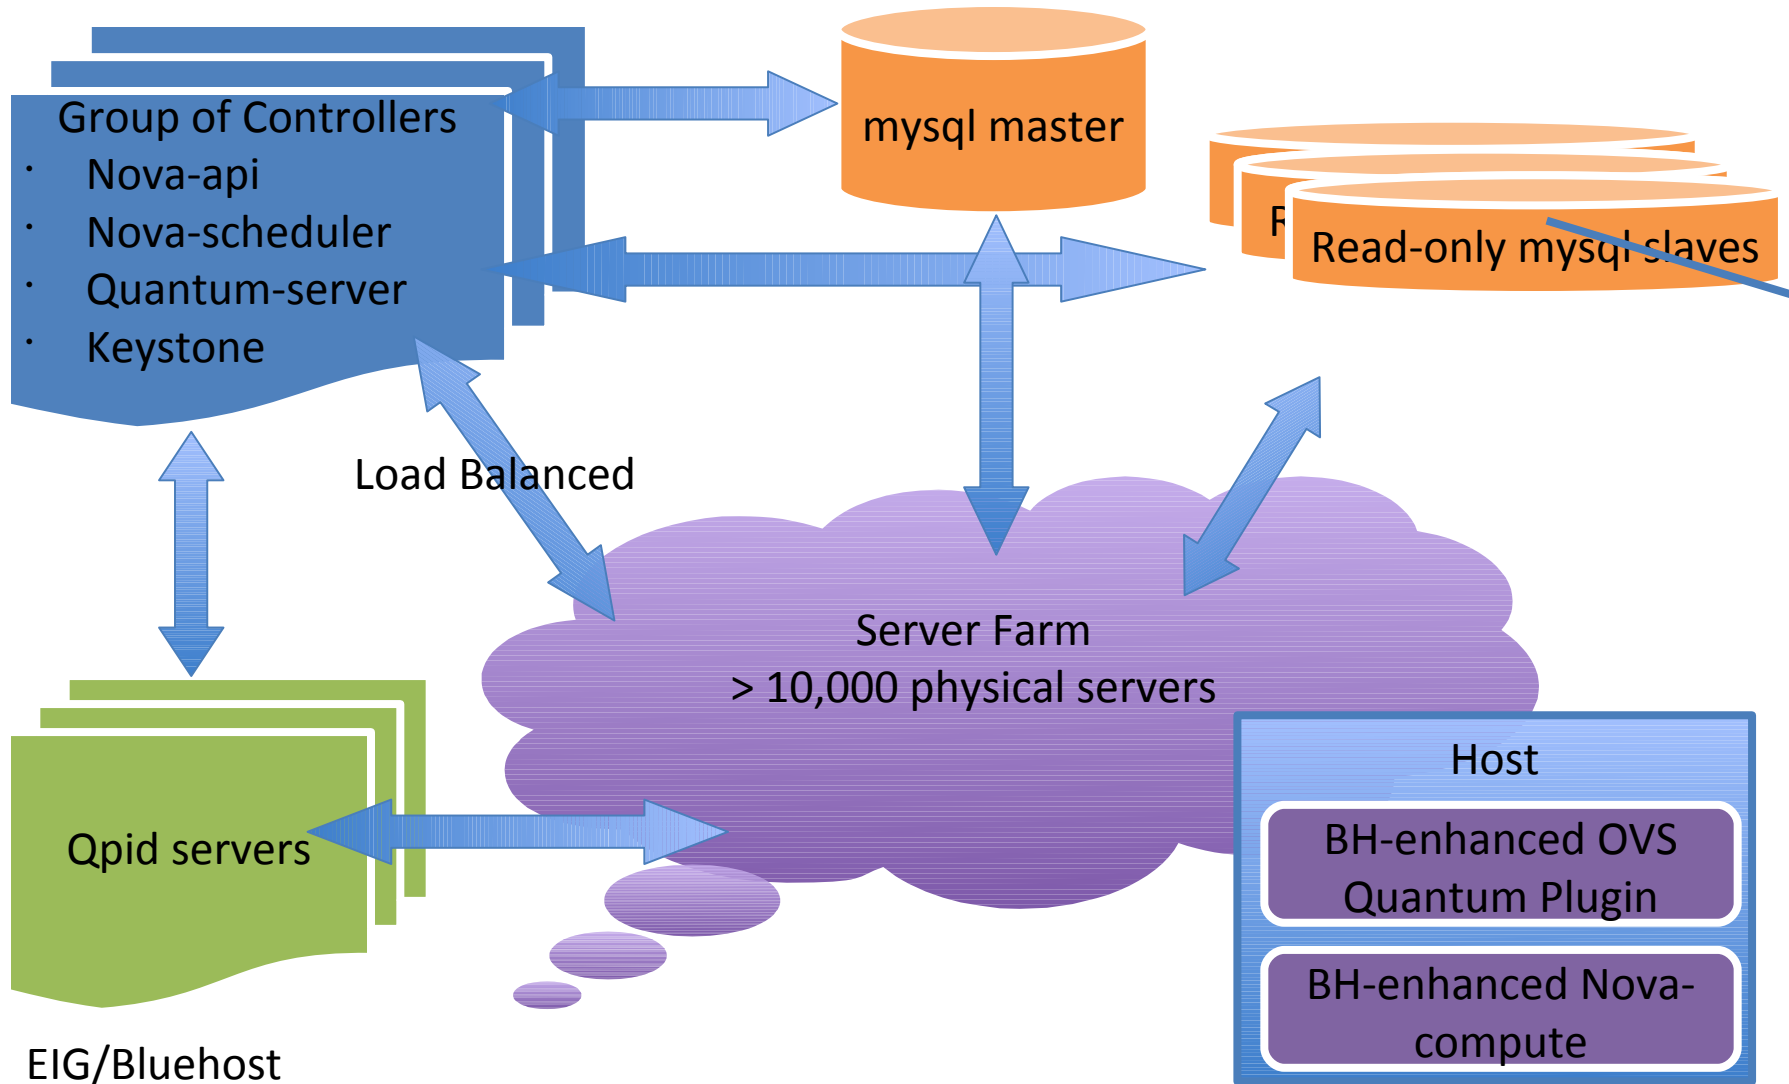 Group of Controllers
· Nova-api
· Nova-scheduler
· Quantum-server
· Keystone
mysql master
R
Read-only mysql slaves
Load Balanced
Server Farm
> 10,000 physical servers
Qpid servers
Host
BH-enhanced OVS
Quantum Plugin
BH-enhanced Nova-
compute
EIG/Bluehost